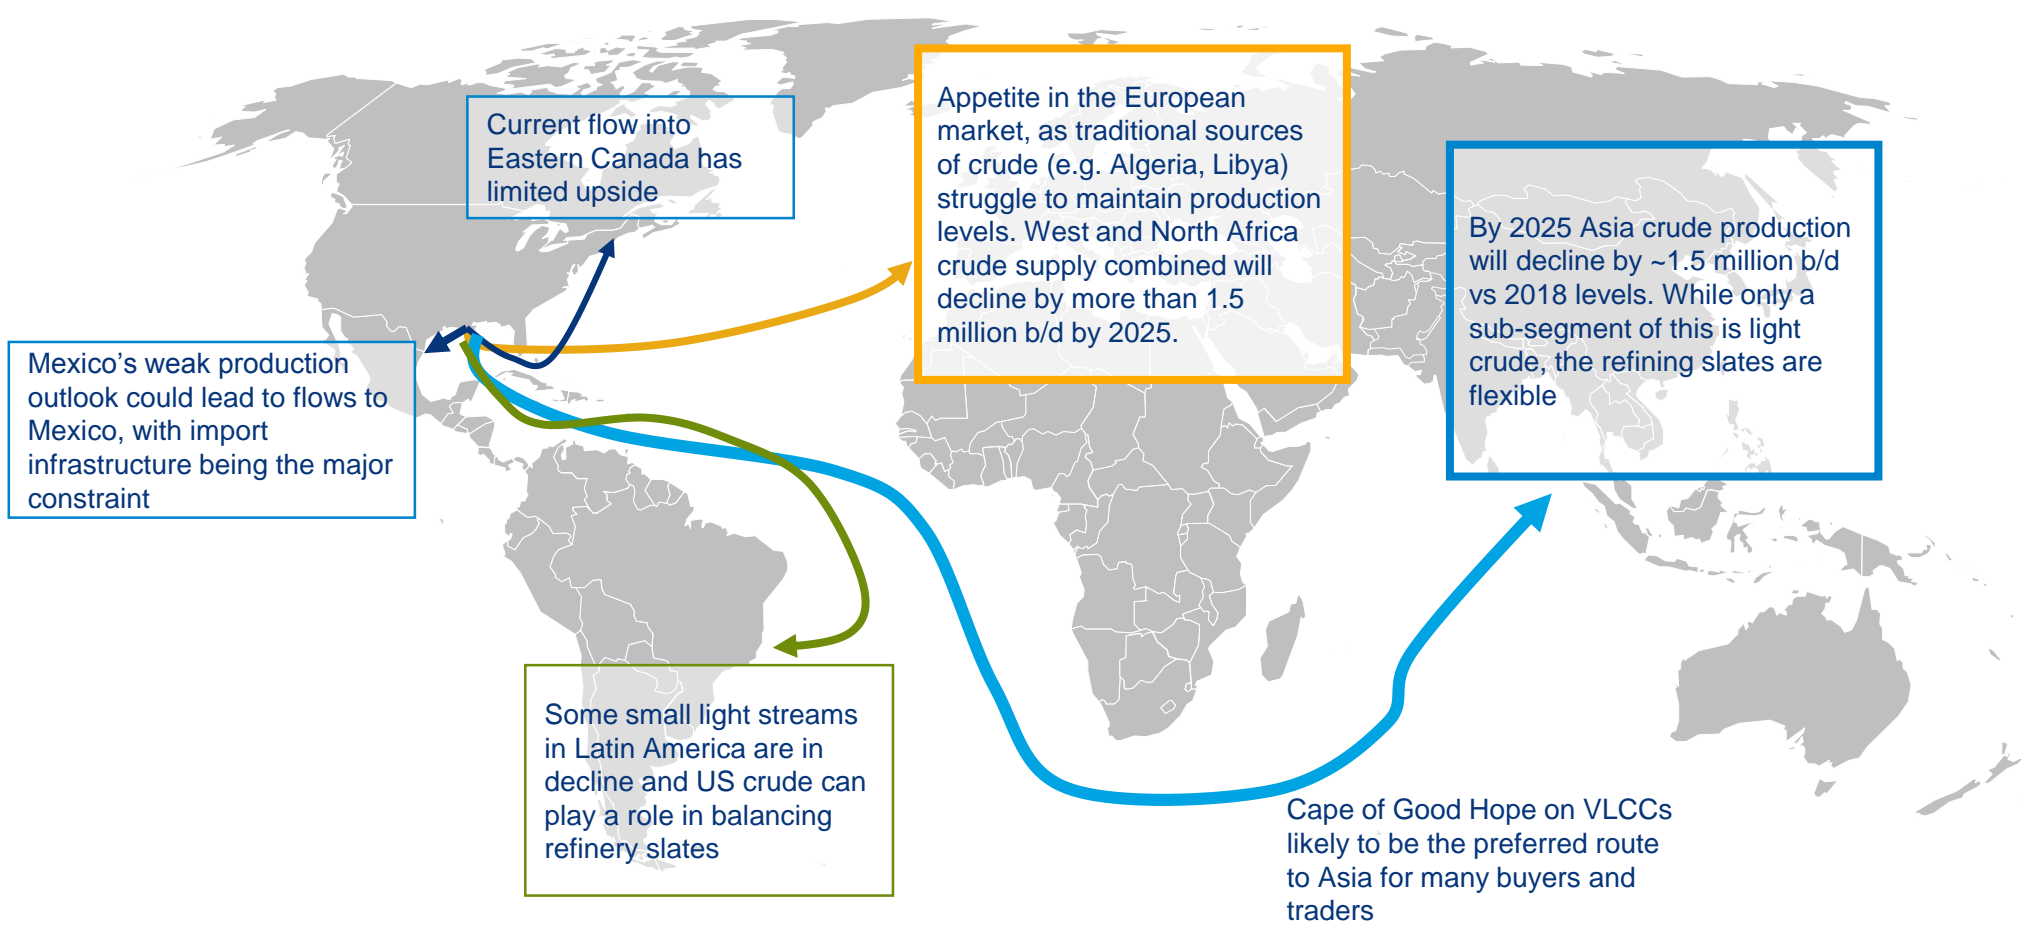 Current flow into
Eastern Canada has
limited upside
Appetite in the European
market, as traditional sources
of crude (e.g. Algeria, Libya)
struggle to maintain production
levels. West and North Africa
crude supply combined will
decline by more than 1.5
million b/d by 2025.
By 2025 Asia crude production
will decline by ~1.5 million b/d
vs 2018 levels. While only a
sub-segment of this is light
crude, the refining slates are
flexible
Mexico’s weak production
outlook could lead to flows to
Mexico, with import
infrastructure being the major
constraint
Some small light streams
in Latin America are in
decline and US crude can
play a role in balancing
refinery slates
Cape of Good Hope on VLCCs
likely to be the preferred route
to Asia for many buyers and
traders